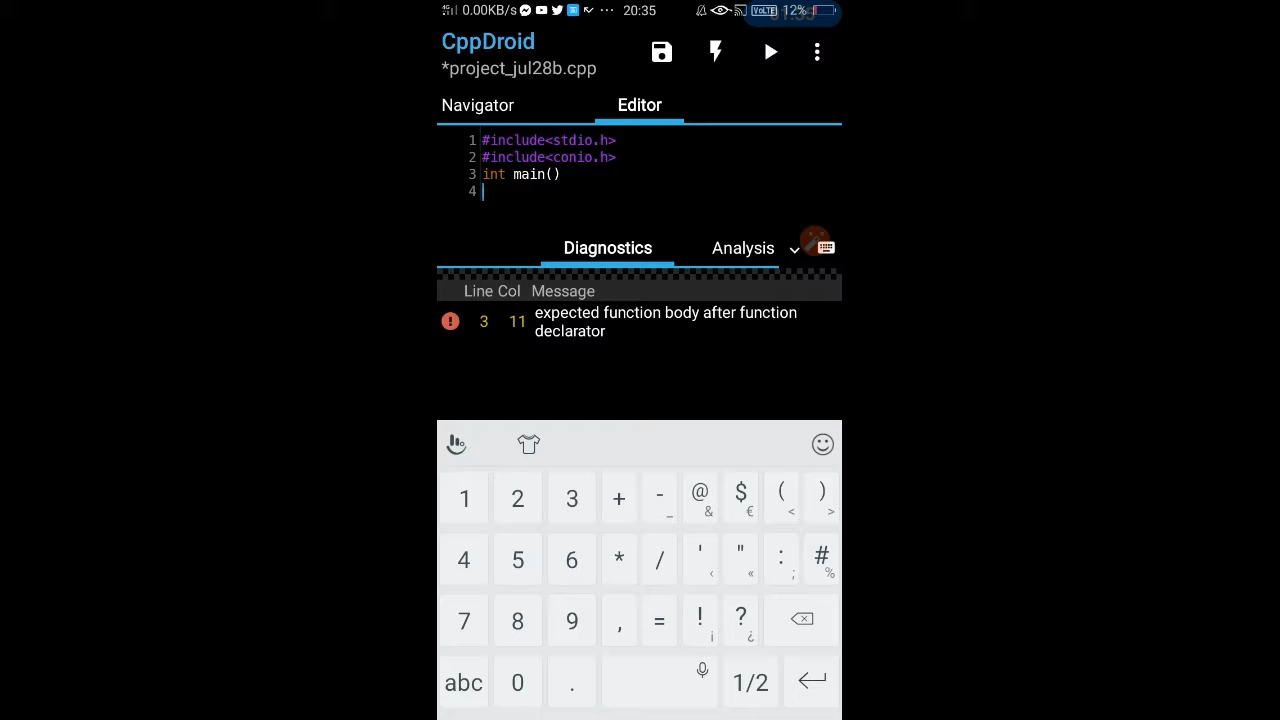 0.00KB/s ··· 20:35 VoLTE 12%
CppDroid
*project_jul28b.cpp
Navigator Editor
1 #include<stdio.h>
2 #include<conio.h>
3 int main()
4
Diagnostics Analysis
Line Col Message
3 11 expected function body after function
declarator
1 2 3 + - _ @ & $ € ( < ) >
4 5 6 * / ' ‹ " « : ; # %
7 8 9 , = ! ¡ ? ¿
abc 0 . 1/2